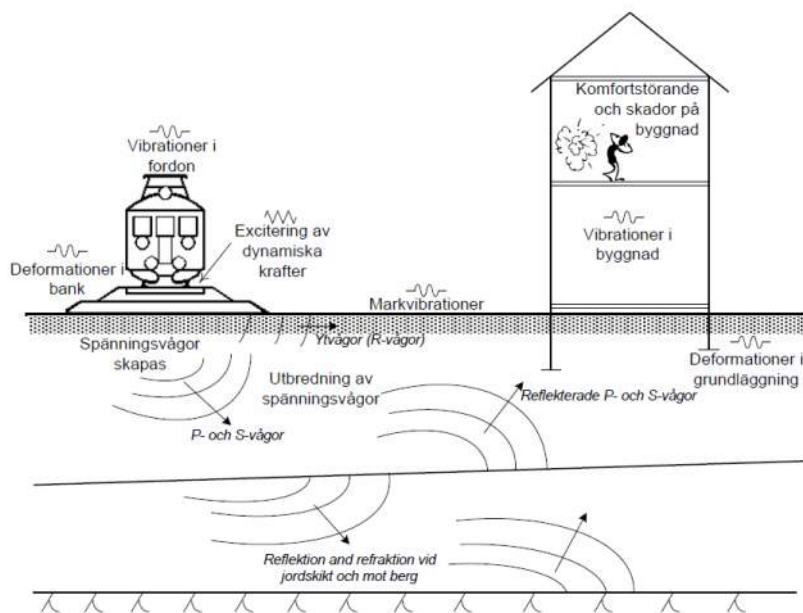 Komfortstörande
och skador på
byggnad
Vibrationer i
fordon
Excitering av
dynamiska
krafter
Vibrationer i
byggnad
Deformationer i
bank
Markvibrationer
Spänningsvågor
skapas
Ytvågor (R-vågor)
Deformationer i
grundläggning
Utbredning av
spänningsvågor
Reflekterade P- och S-vågor
P- och S-vågor
Reflektion and refraktion vid
jordskikt och mot berg